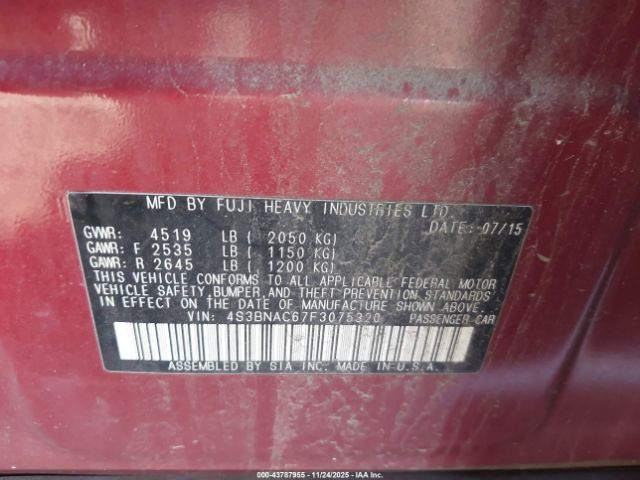 MFD BY FUJI HEAVY INDUSTRIES LTD.
DATE: 07/15
GVWR: 4519 LB ( 2050 KG)
GAWR: F 2535 LB ( 1150 KG)
GAWR: R 2645 LB ( 1200 KG)
THIS VEHICLE CONFORMS TO ALL APPLICABLE FEDERAL MOTOR
VEHICLE SAFETY, BUMPER, AND THEFT PREVENTION STANDARDS
IN EFFECT ON THE DATE OF MANUFACTURE SHOWN ABOVE.
VIN: 4S3BNAC67F3075320 PASSENGER CAR
ASSEMBLED BY SIA INC. MADE IN U.S.A.
000-43787955 - 11/24/2025 - IAAI.COM